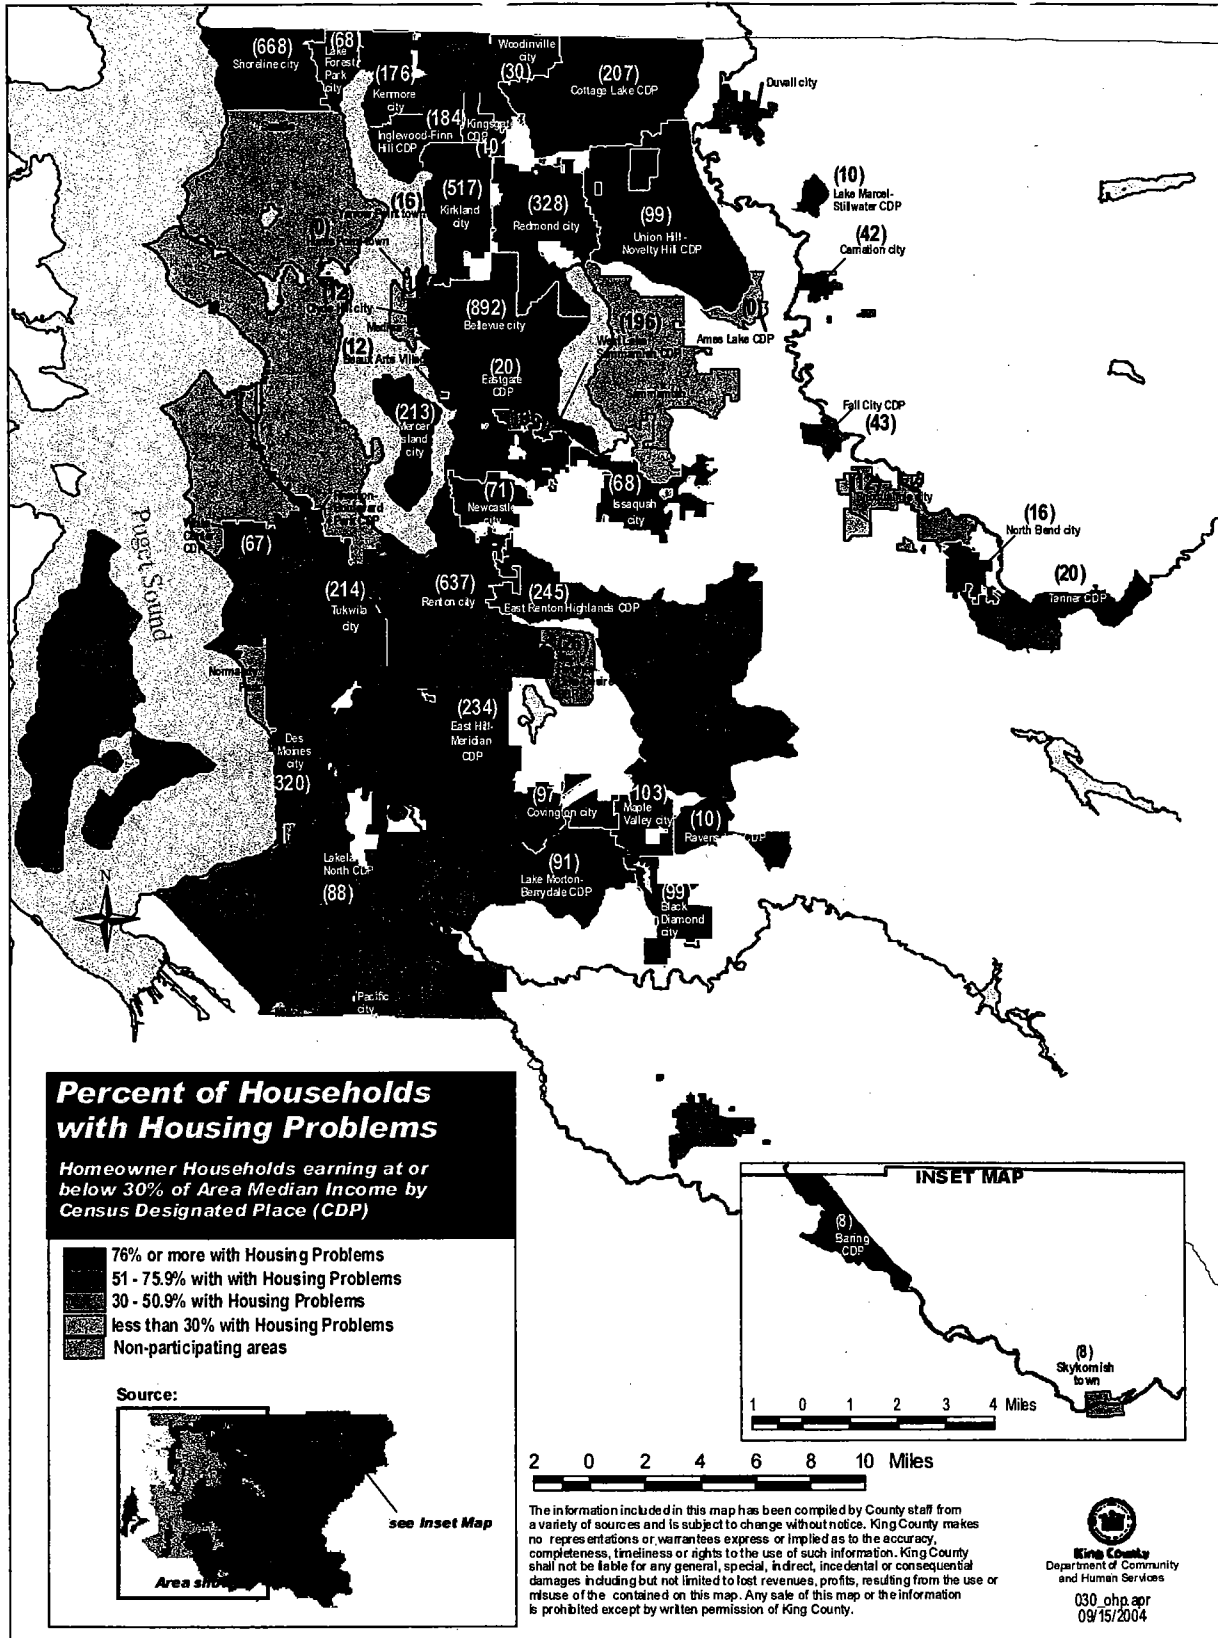 (668)
Shoreline city
(68)
Lake
Forest
Park
city
(176)
Kenmore
city
Woodinville
city
(30)
(207)
Cottage Lake CDP
Duvall city
(184)
Inglewood-Finn
Hill CDP
CDP
(10)
Lake Marcel-
Stillwater CDP
(517)
Kirkland
city
(328)
Redmond city
(99)
Union Hill-
Novelty Hill CDP
(16)
(42)
Carnation city
(892)
Bellevue city
(12)
Beaux Arts Village
(196)
Ames Lake CDP
(20)
Eastgate
CDP
(213)
Mercer
Island
city
Fall City CDP
(43)
(71)
Newcastle
city
(68)
Issaquah
city
(16)
North Bend city
(67)
(20)
Tanner CDP
Puget Sound
(214)
Tukwila
city
(637)
Renton city
(245)
East Renton Highlands CDP
(234)
East Hill-
Meridian
CDP
Des
Moines
city
320)
(97)
Covington city
(103)
Maple
Valley city
(10)
North CDP
(88)
(91)
Lake Morton-
Berrydale CDP
(99)
Black
Diamond
city
N
Pacific
city
Percent of Households
with Housing Problems
Homeowner Households earning at or
below 30% of Area Median Income by
Census Designated Place (CDP)
76% or more with Housing Problems
51 - 75.9% with with Housing Problems
30 - 50.9% with Housing Problems
less than 30% with Housing Problems
Non-participating areas
Source:
see Inset Map
INSET MAP
(8)
Baring
CDP
(8)
Skykomish
town
1 0 1 2 3 4 Miles
2 0 2 4 6 8 10 Miles
The information included in this map has been compiled by County staff from
a variety of sources and is subject to change without notice. King County makes
no representations or warrantees express or implied as to the accuracy,
completeness, timeliness or rights to the use of such information. King County
shall not be liable for any general, special, indirect, incedental or consequential
damages including but not limited to lost revenues, profits, resulting from the use or
misuse of the contained on this map. Any sale of this map or the information
is prohibited except by written permission of King County.
King County
Department of Community
and Human Services
030_ohp.apr
09/15/2004